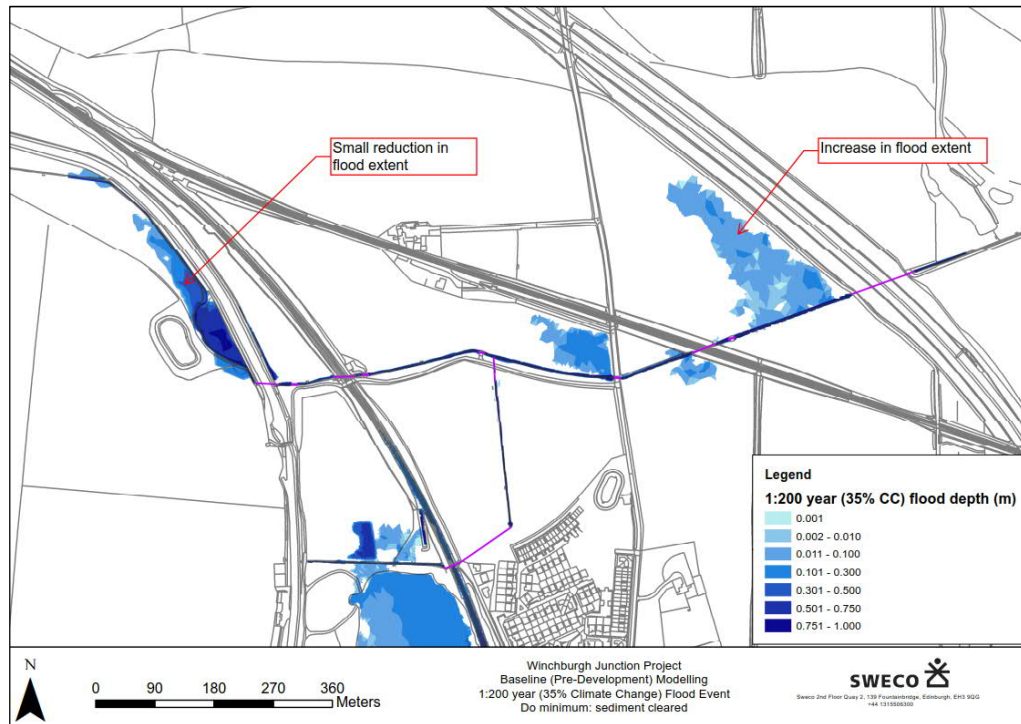 Small reduction in
flood extent
Increase in flood extent
Legend
1:200 year (35% CC) flood depth (m)
0.001
0.002 - 0.010
0.011 - 0.100
0.101 - 0.300
0.301 - 0.500
0.501 - 0.750
0.751 - 1.000
N
0 90 180 270 360
Meters
Winchburgh Junction Project
Baseline (Pre-Development) Modelling
1:200 year (35% Climate Change) Flood Event
Do minimum: sediment cleared
SWECO
Sweco 2nd Floor Quay 2, 139 Fountainbridge, Edinburgh, EH3 9QG
+44 1315506300